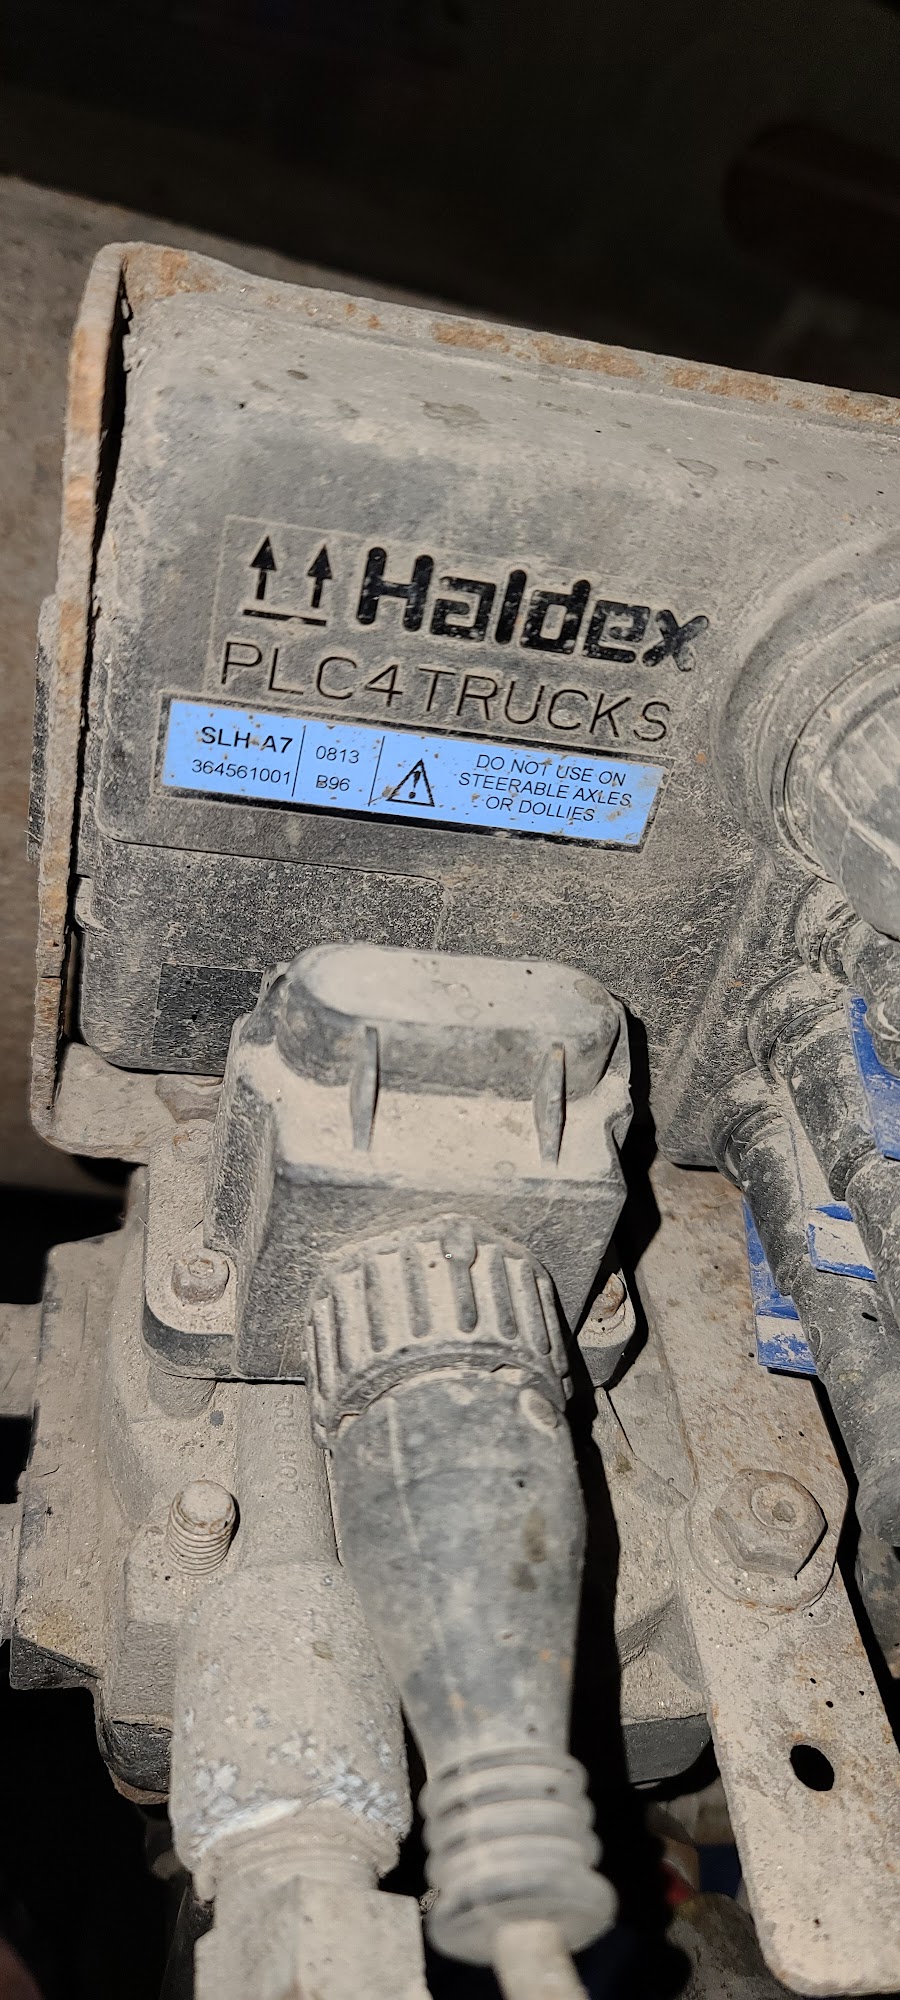 Haldex
PLC4TRUCKS
SLH-A7
364561001
0813
B96
DO NOT USE ON
STEERABLE AXLES
OR DOLLIES